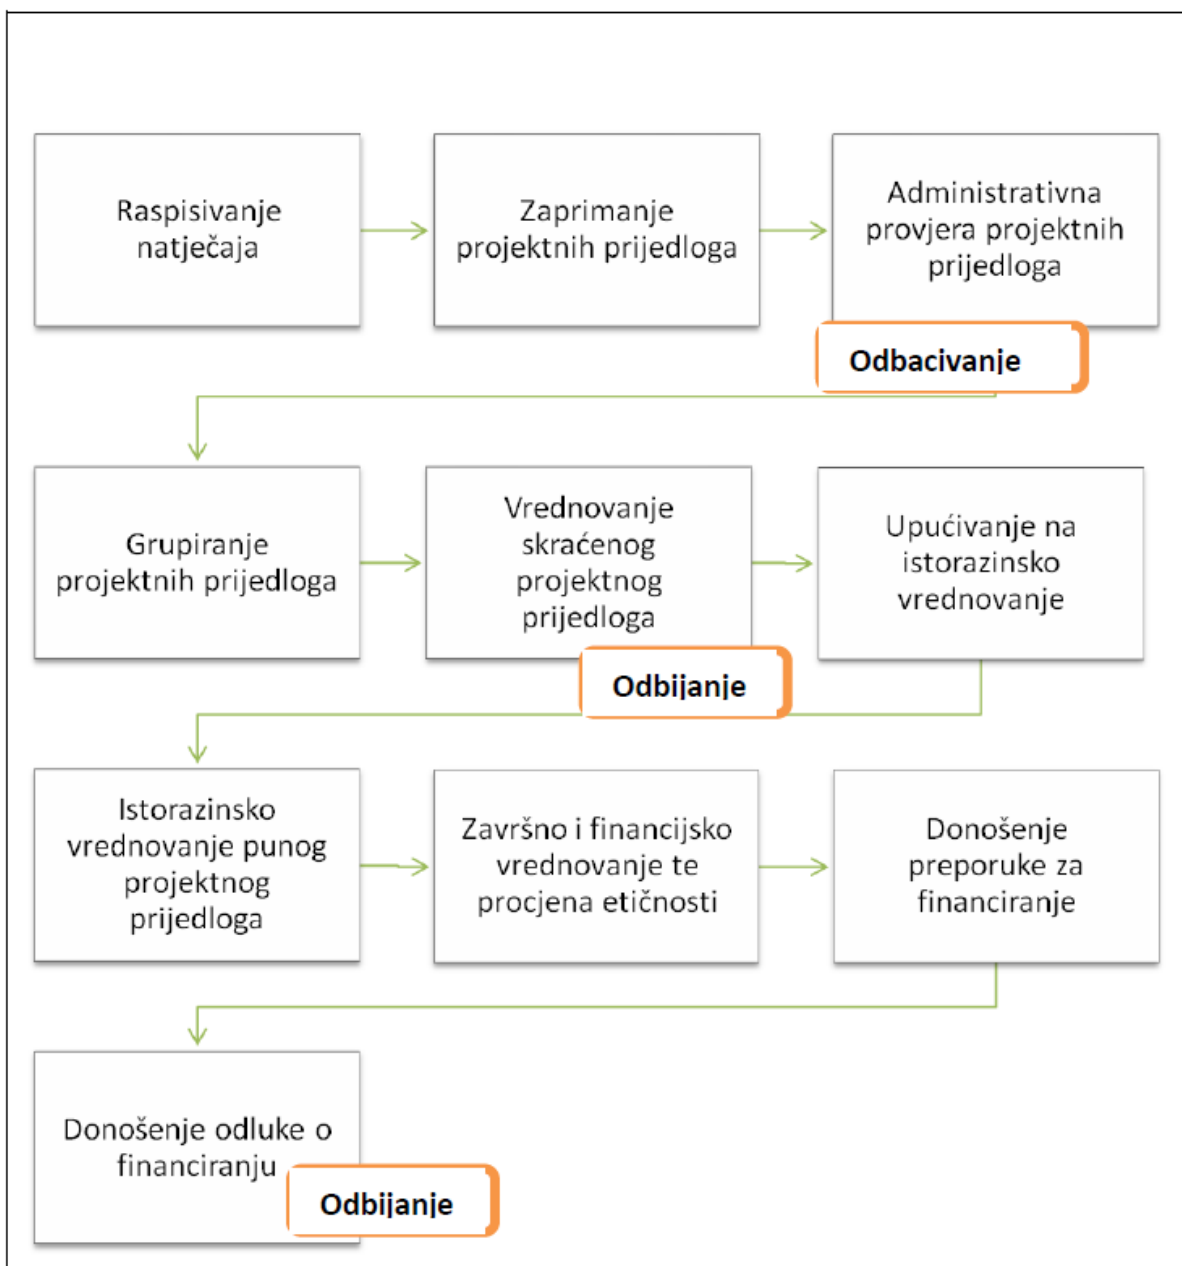 Raspisivanje
natječaja
Zaprimanje
projektnih prijedloga
Administrativna
provjera projektnih
prijedloga
Odbacivanje
Grupiranje
projektnih prijedloga
Vrednovanje
skraćenog
projektnog
prijedloga
Odbijanje
Upućivanje na
istorazinsko
vrednovanje
Istorazinsko
vrednovanje punog
projektnog
prijedloga
Završno i financijsko
vrednovanje te
procjena etičnosti
Donošenje
preporuke za
financiranje
Donošenje odluke o
financiranju
Odbijanje